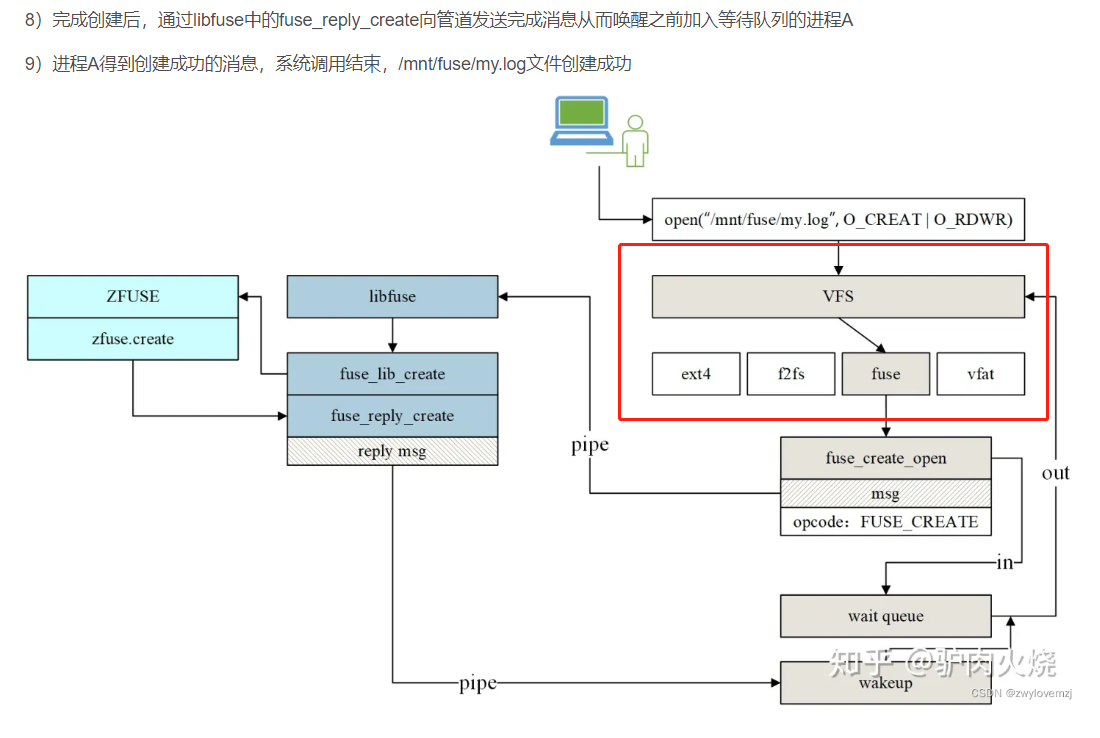 8）完成创建后，通过libfuse中的fuse_reply_create向管道发送完成消息从而唤醒之前加入等待队列的进程A
9）进程A得到创建成功的消息，系统调用结束，/mnt/fuse/my.log文件创建成功
open(“/mnt/fuse/my.log”, O_CREAT | O_RDWR)
ZFUSE
libfuse
VFS
zfuse.create
fuse_lib_create
ext4
f2fs
fuse
vfat
fuse_reply_create
pipe
reply msg
fuse_create_open
out
msg
opcode：FUSE_CREATE
in
wait queue
知乎 @驴肉火烧
pipe
wakeup
CSDN @zwylovemzj